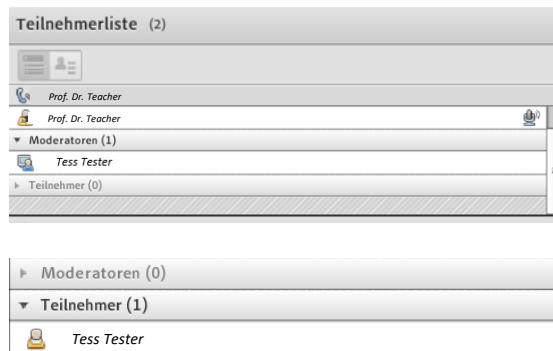 Teilnehmerliste (2)
Prof. Dr. Teacher
Prof. Dr. Teacher
Moderatoren (1)
Tess Tester
Teilnehmer (0)
Moderatoren (0)
Teilnehmer (1)
Tess Tester